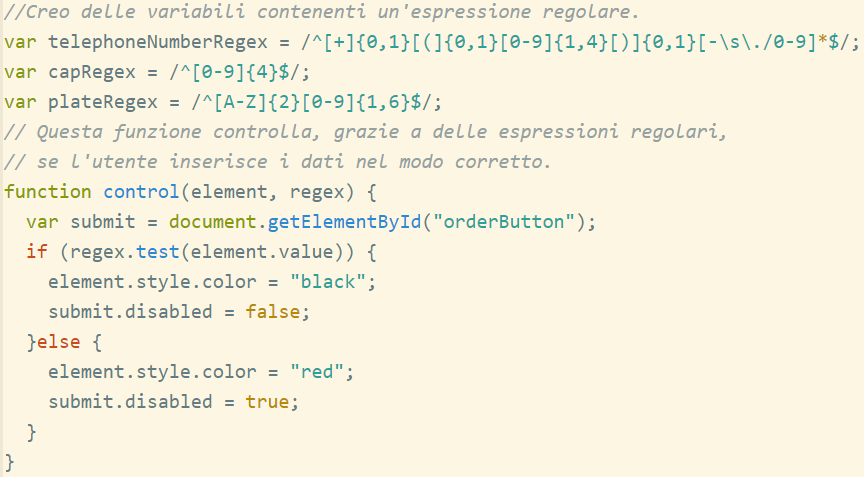 //Creo delle variabili contenenti un'espressione regolare.
var telephoneNumberRegex = /^[+]{0,1}[(]{0,1}[0-9]{1,4}[)]{0,1}[-\s\./0-9]*$/;
var capRegex = /^[0-9]{4}$/;
var plateRegex = /^[A-Z]{2}[0-9]{1,6}$/;
// Questa funzione controlla, grazie a delle espressioni regolari,
// se l'utente inserisce i dati nel modo corretto.
function control(element, regex) {
  var submit = document.getElementById("orderButton");
  if (regex.test(element.value)) {
    element.style.color = "black";
    submit.disabled = false;
  }else {
    element.style.color = "red";
    submit.disabled = true;
  }
}